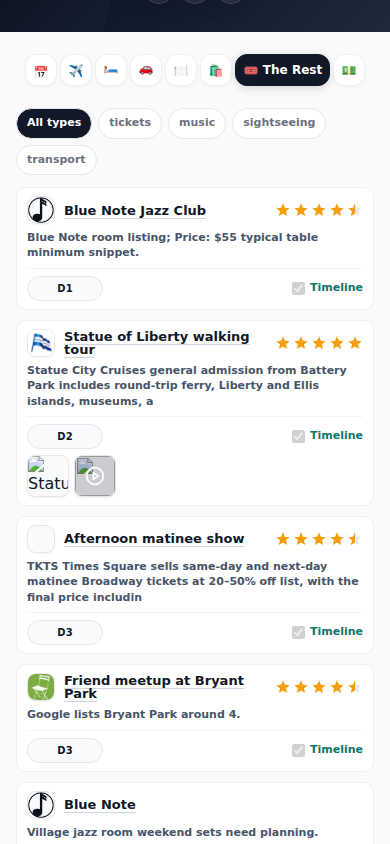 The Rest
All types
tickets
music
sightseeing
transport
Blue Note Jazz Club
Blue Note room listing; Price: $55 typical table
minimum snippet.
D1
Timeline
Statue of Liberty walking
tour
Statue City Cruises general admission from Battery
Park includes round-trip ferry, Liberty and Ellis
islands, museums, a
D2
Timeline
Statu
Afternoon matinee show
TKTS Times Square sells same-day and next-day
matinee Broadway tickets at 20–50% off list, with the
final price includin
D3
Timeline
Friend meetup at Bryant
Park
Google lists Bryant Park around 4.
D3
Timeline
Blue Note
Village jazz room weekend sets need planning.